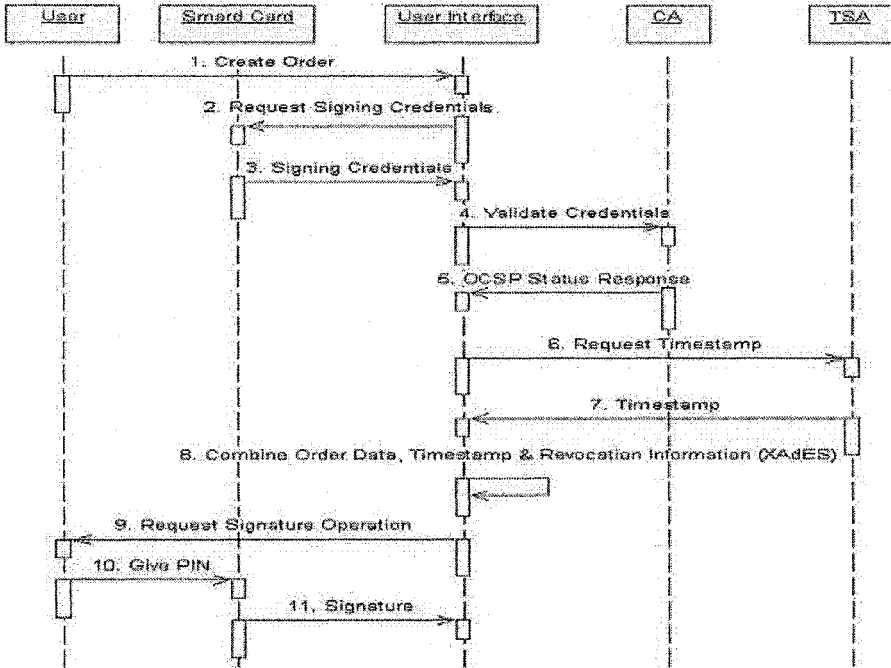 User
Smard Card
User Interface
CA
TSA
1. Create Order
2. Request Signing Credentials
3. Signing Credentials
4. Validate Credentials
5. OCSP Status Response
6. Request Timestamp
7. Timestamp
8. Combine Order Data, Timestamp & Revocation Information (XAdES)
9. Request Signature Operation
10. Give PIN
11. Signature